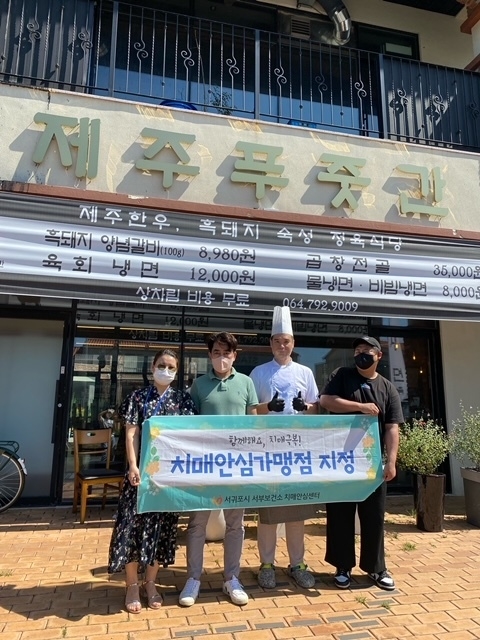 제주푸줏간
제주한우, 흑돼지 숙성 정육식당
흑돼지 양념갈비(100g) 8,980원 곱창전골 35,000원
육회냉면 12,000원 물냉면·비빔냉면 8,000원
상차림 비용 무료 064.792.9009
함께해요, 치매극복!
치매안심가맹점 지정
서귀포시 서부보건소 치매안심센터